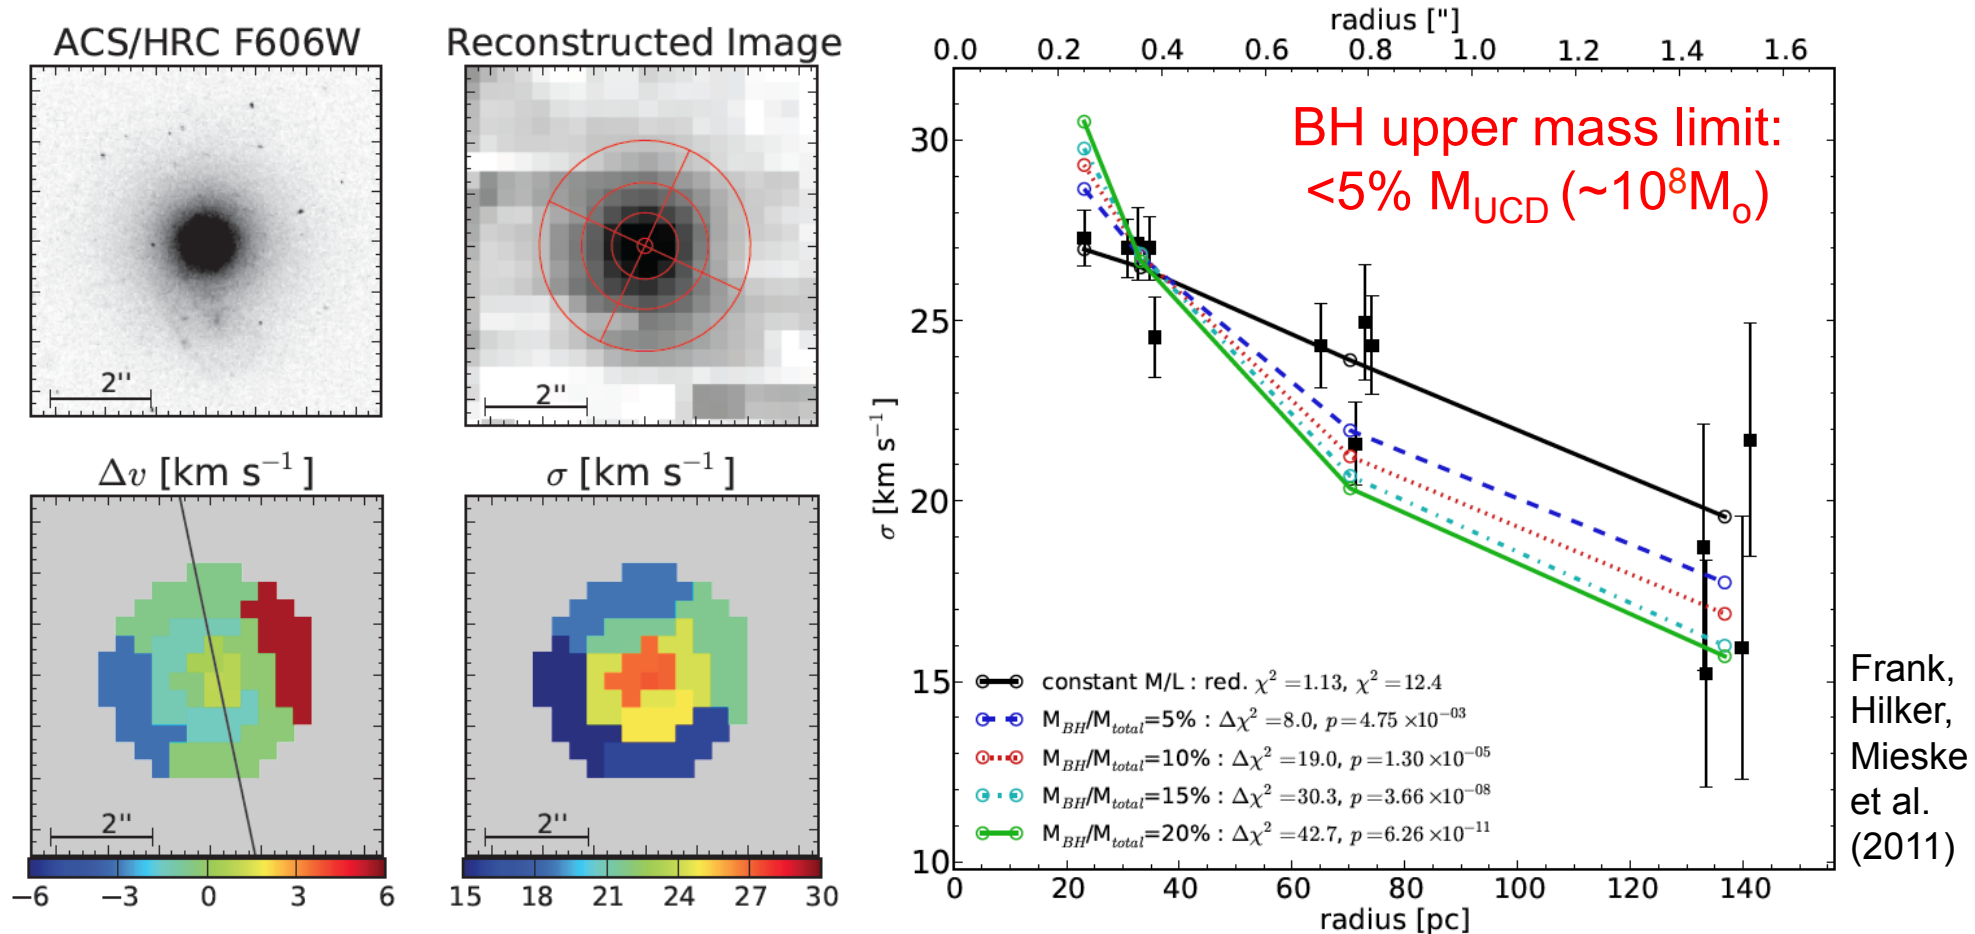 ACS/HRC F606W
2''
Reconstructed Image
2''
Δv [km s⁻¹]
2''
−6 −3 0 3 6
σ [km s⁻¹]
2''
15 18 21 24 27 30
radius ["]
0.0 0.2 0.4 0.6 0.8 1.0 1.2 1.4 1.6
BH upper mass limit:
<5% M_UCD (~10⁸M_o)
30
25
20
15
10
σ [km s⁻¹]
constant M/L : red. χ² =1.13, χ² =12.4
M_BH/M_total=5% : Δχ² =8.0, p=4.75 ×10⁻⁰³
M_BH/M_total=10% : Δχ² =19.0, p=1.30 ×10⁻⁰⁵
M_BH/M_total=15% : Δχ² =30.3, p=3.66 ×10⁻⁰⁸
M_BH/M_total=20% : Δχ² =42.7, p=6.26 ×10⁻¹¹
0 20 40 60 80 100 120 140
radius [pc]
Frank,
Hilker,
Mieske
et al.
(2011)